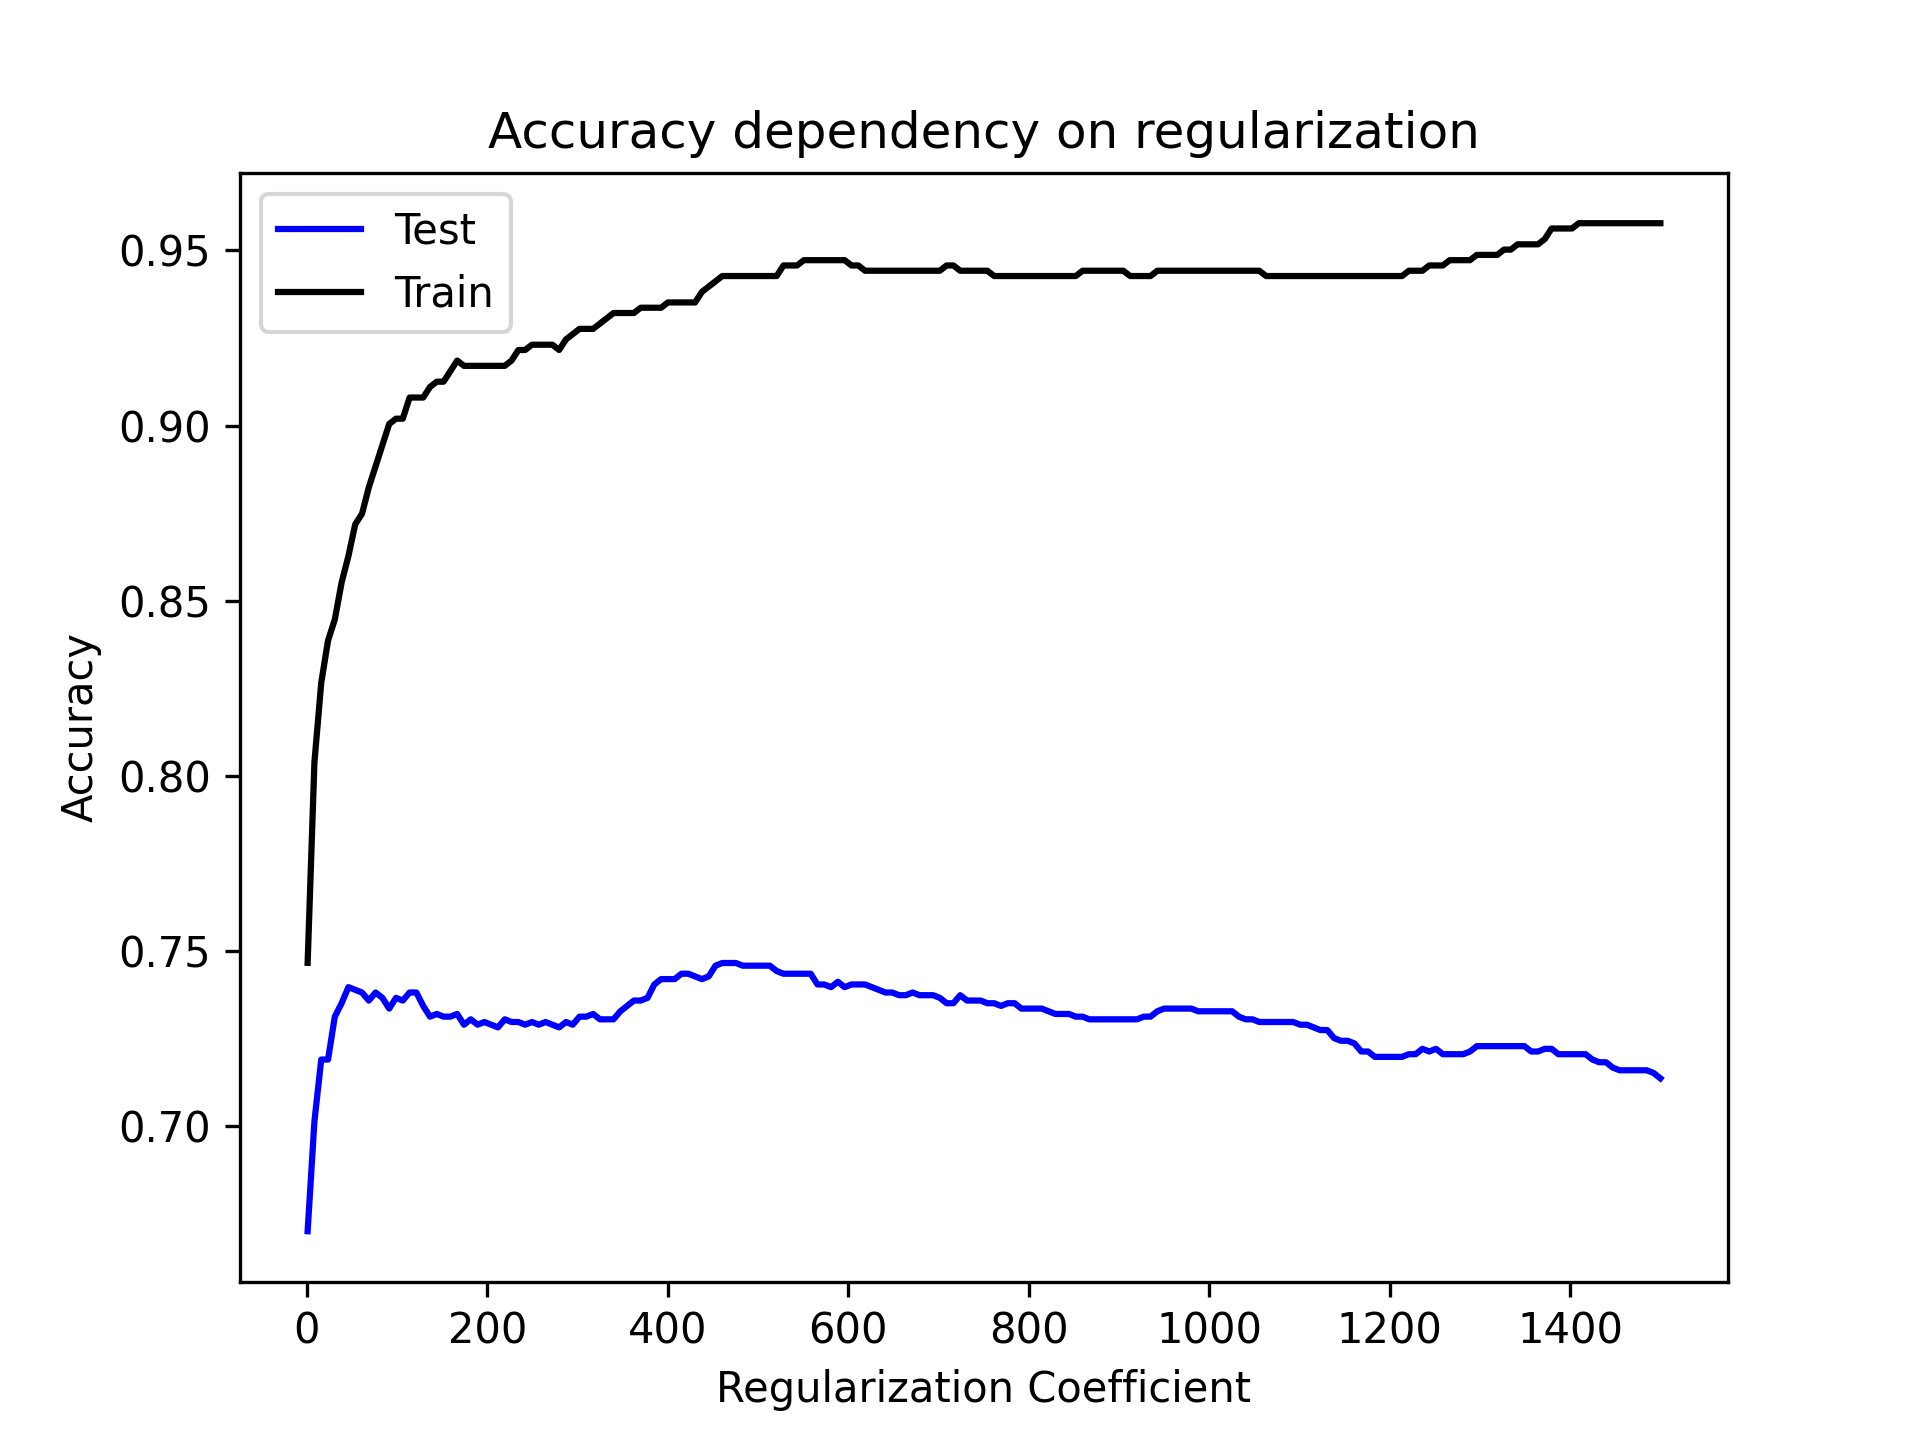 Accuracy dependency on regularization
Test
Train
0.95
0.90
0.85
0.80
0.75
0.70
Accuracy
0 200 400 600 800 1000 1200 1400
Regularization Coefficient